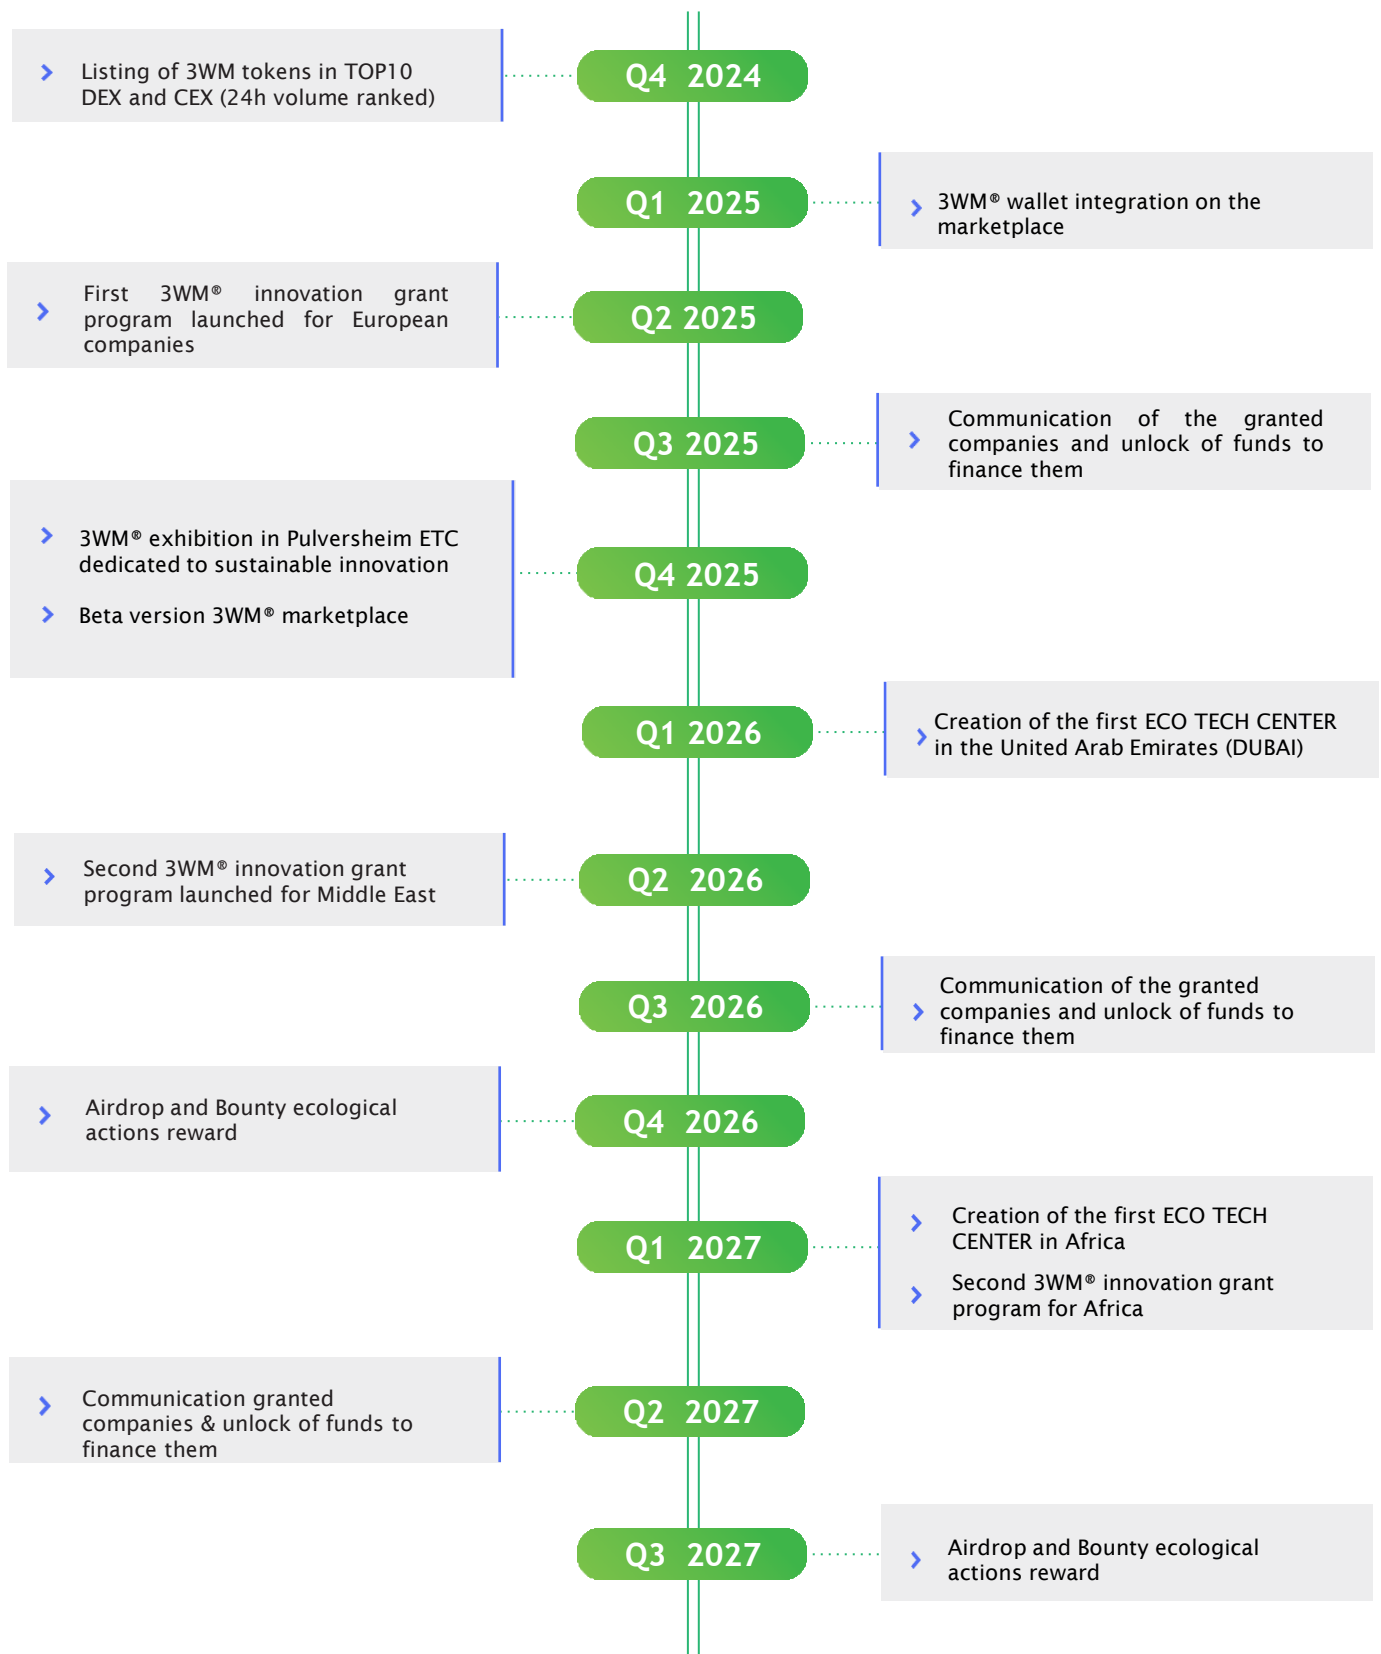 Q4 2024
Listing of 3WM tokens in TOP10
DEX and CEX (24h volume ranked)
Q1 2025
3WM® wallet integration on the
marketplace
Q2 2025
First 3WM® innovation grant
program launched for European
companies
Q3 2025
Communication of the granted
companies and unlock of funds to
finance them
Q4 2025
3WM® exhibition in Pulversheim ETC
dedicated to sustainable innovation
Beta version 3WM® marketplace
Q1 2026
Creation of the first ECO TECH CENTER
in the United Arab Emirates (DUBAI)
Q2 2026
Second 3WM® innovation grant
program launched for Middle East
Q3 2026
Communication of the granted
companies and unlock of funds to
finance them
Q4 2026
Airdrop and Bounty ecological
actions reward
Q1 2027
Creation of the first ECO TECH
CENTER in Africa
Second 3WM® innovation grant
program for Africa
Q2 2027
Communication granted
companies & unlock of funds to
finance them
Q3 2027
Airdrop and Bounty ecological
actions reward